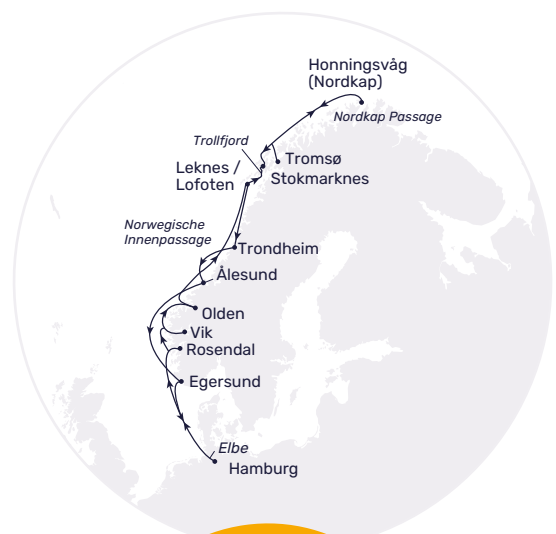 Honningsvåg
(Nordkap)
Nordkap Passage
Trollfjord
Tromsø
Leknes /
Lofoten
Stokmarknes
Norwegische
Innenpassage
Trondheim
Ålesund
Olden
Vik
Rosendal
Egersund
Elbe
Hamburg